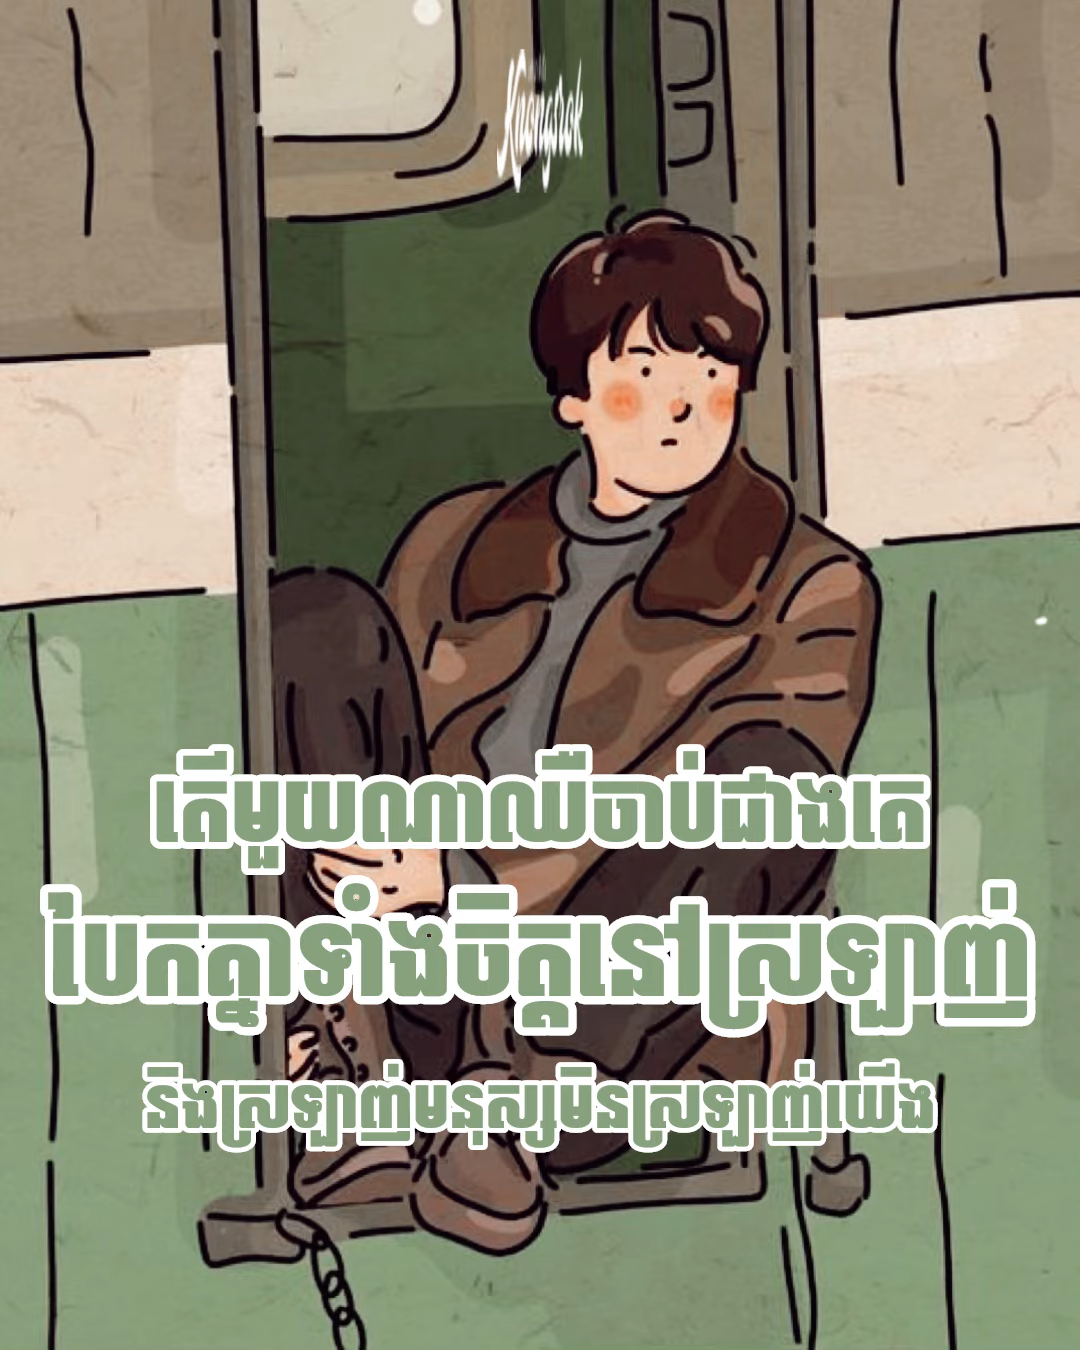 Knongrok
តើមួយណាឈឺចាប់ជាងគេ
បែកគ្នាទាំងចិត្តនៅស្រឡាញ់
និងស្រឡាញ់មនុស្សមិនស្រឡាញ់យើង